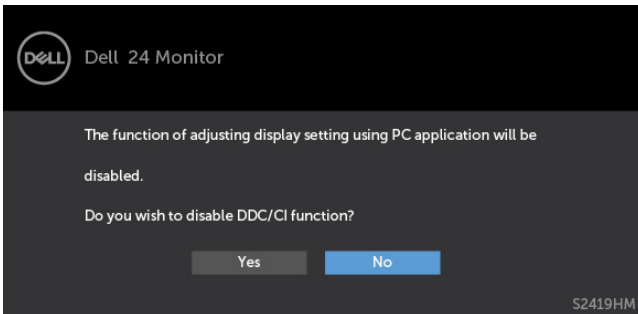 DELL
Dell 24 Monitor
The function of adjusting display setting using PC application will be
disabled.
Do you wish to disable DDC/CI function?
Yes No
S2419HM